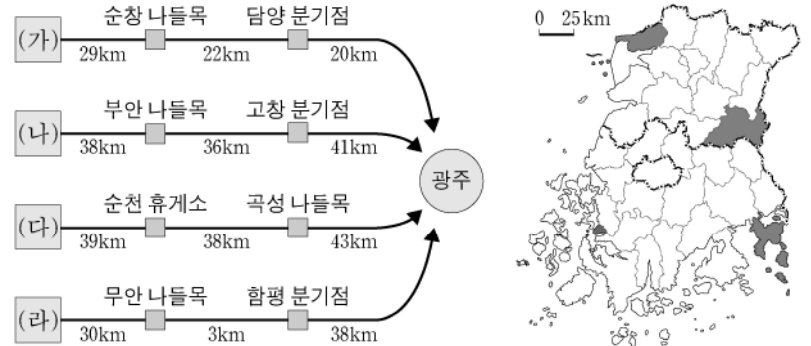 (가)
순창 나들목
담양 분기점
29km
22km
20km
(나)
부안 나들목
고창 분기점
38km
36km
41km
광주
(다)
순천 휴게소
곡성 나들목
39km
38km
43km
(라)
무안 나들목
함평 분기점
30km
3km
38km
0 25km